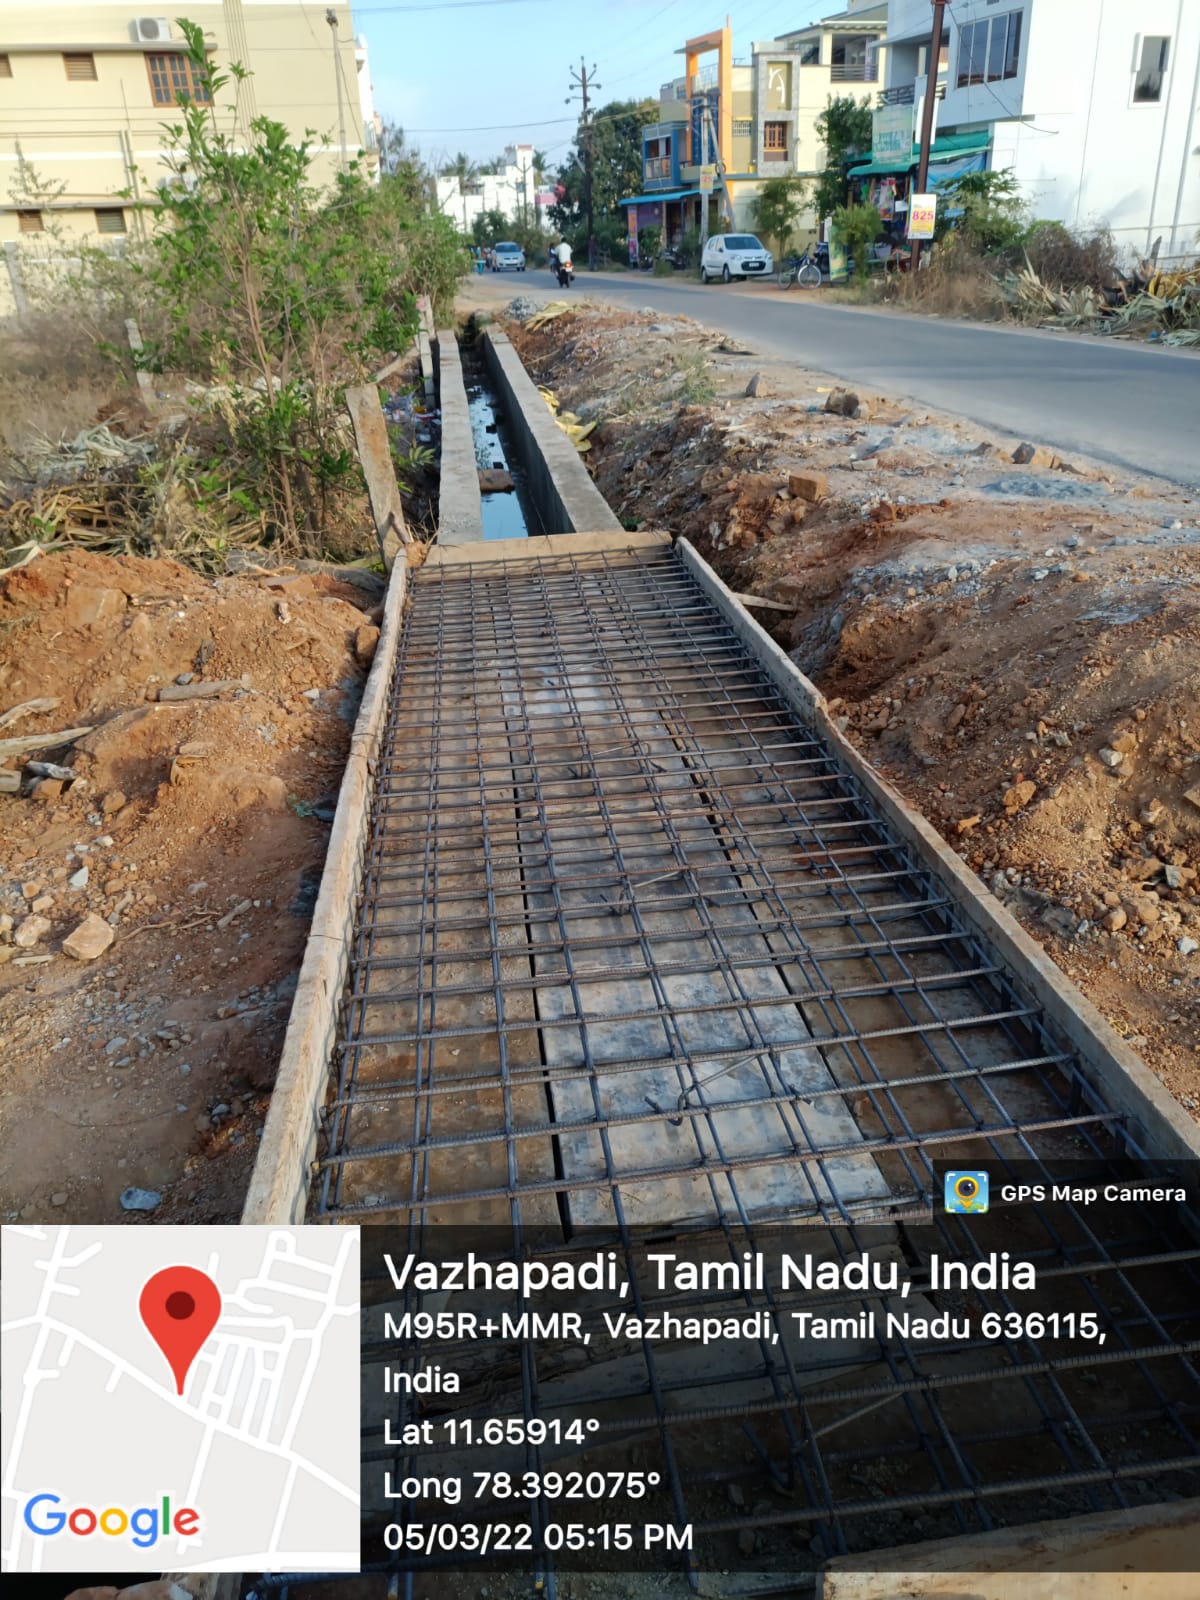 825
GPS Map Camera
Vazhapadi, Tamil Nadu, India
M95R+MMR, Vazhapadi, Tamil Nadu 636115,
India
Lat 11.65914°
Long 78.392075°
05/03/22 05:15 PM
Google